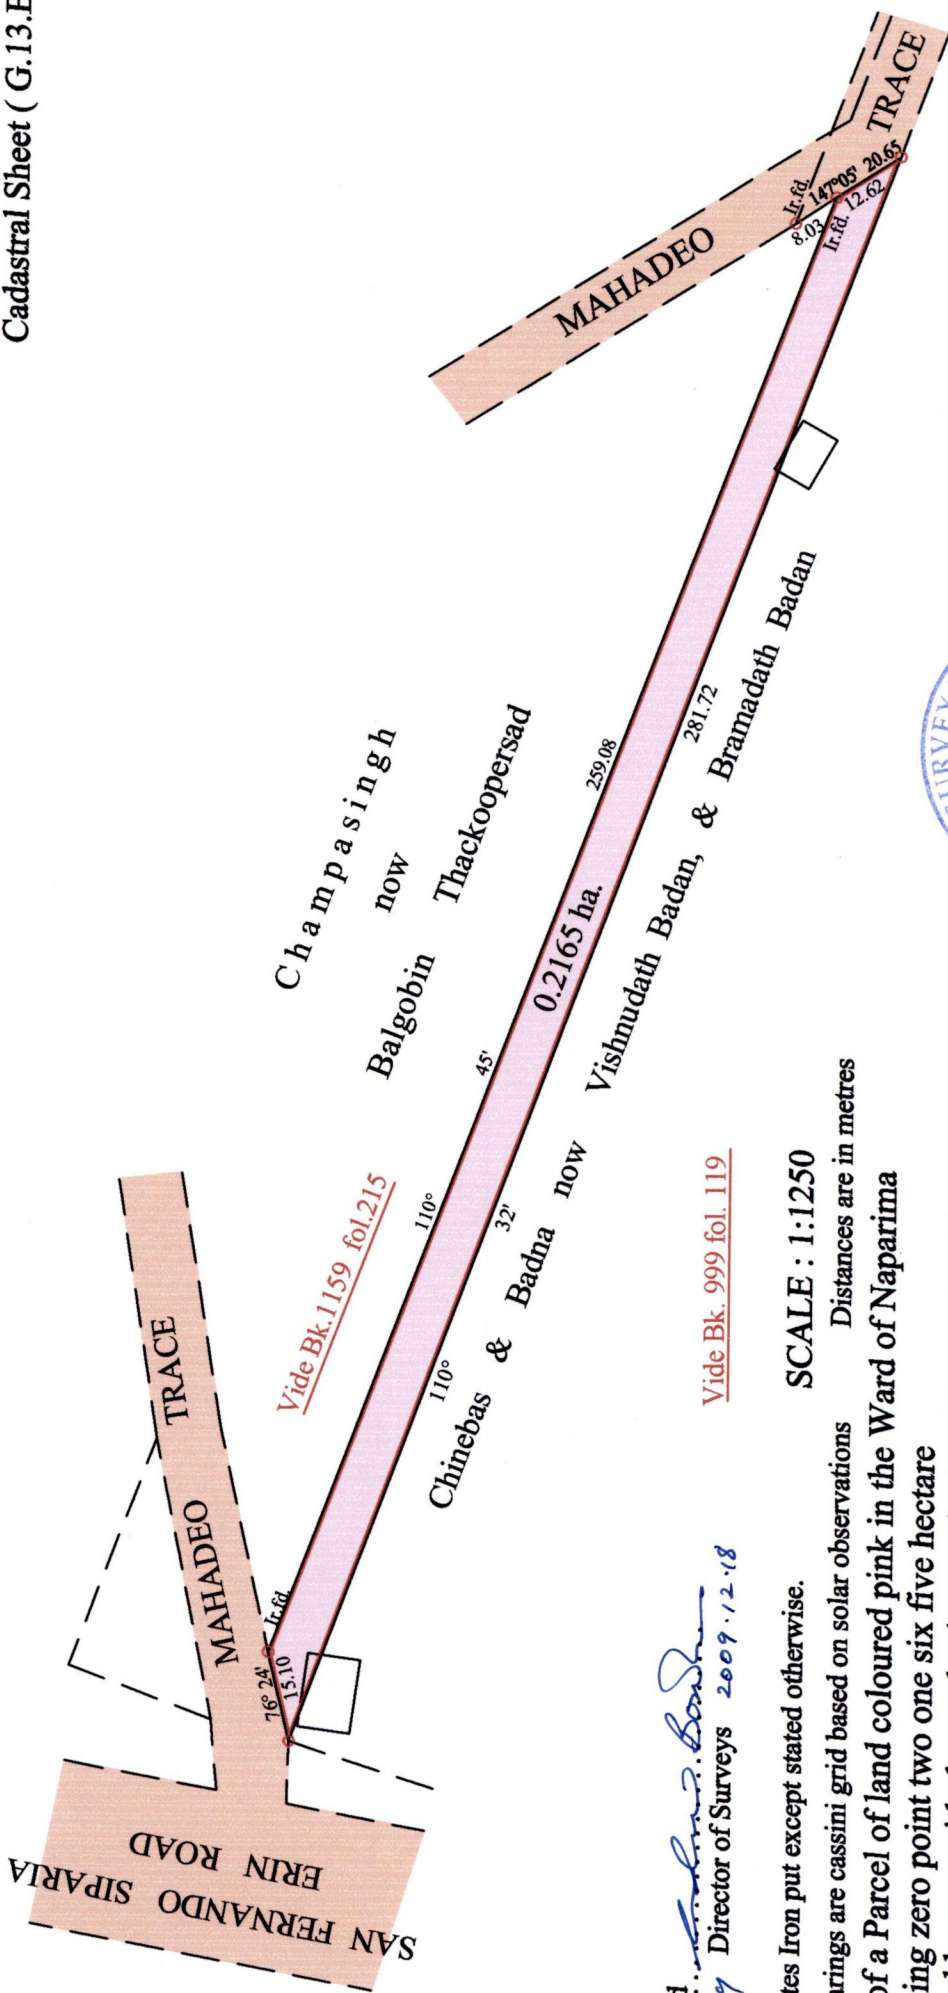 Cadastral Sheet ( G.13.E
SAN FERNANDO SIPARIA
ERIN ROAD
MAHADEO TRACE
76° 24'
15.10
Ir.fd.
Vide Bk.1159 fol.215
Champasingh
now
Balgobin Thackoopersad
110° 45' 259.08
0.2165 ha.
110° 32' 281.72
Chinebas & Badna now Vishnudath Badan, & Bramadath Badan
MAHADEO
TRACE
Ir.fd.
8.03
147°05' 20.65
Ir.fd. 12.62
Vide Bk. 999 fol. 119
SURVEY
Director of Surveys 2009.12.18
SCALE : 1:1250
Iron put except stated otherwise.
are cassini grid based on solar observations Distances are in metres
of a Parcel of land coloured pink in the Ward of Naparima
zero point two one six five hectare